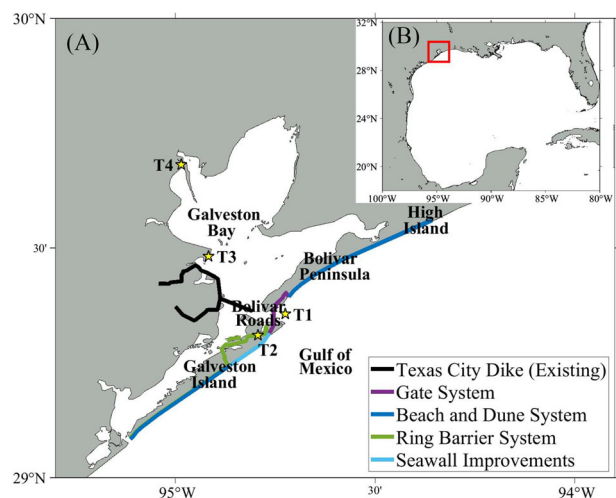 30°N
(A)
(B)
32°N
28°N
24°N
20°N
100°W
95°W
90°W
85°W
80°W
T4
Galveston
Bay
High
Island
30'
T3
Bolivar
Peninsula
Bolivar
Roads
T1
T2
Gulf of
Mexico
Galveston
Island
Texas City Dike (Existing)
Gate System
Beach and Dune System
Ring Barrier System
Seawall Improvements
29°N
95°W
30'
94°W